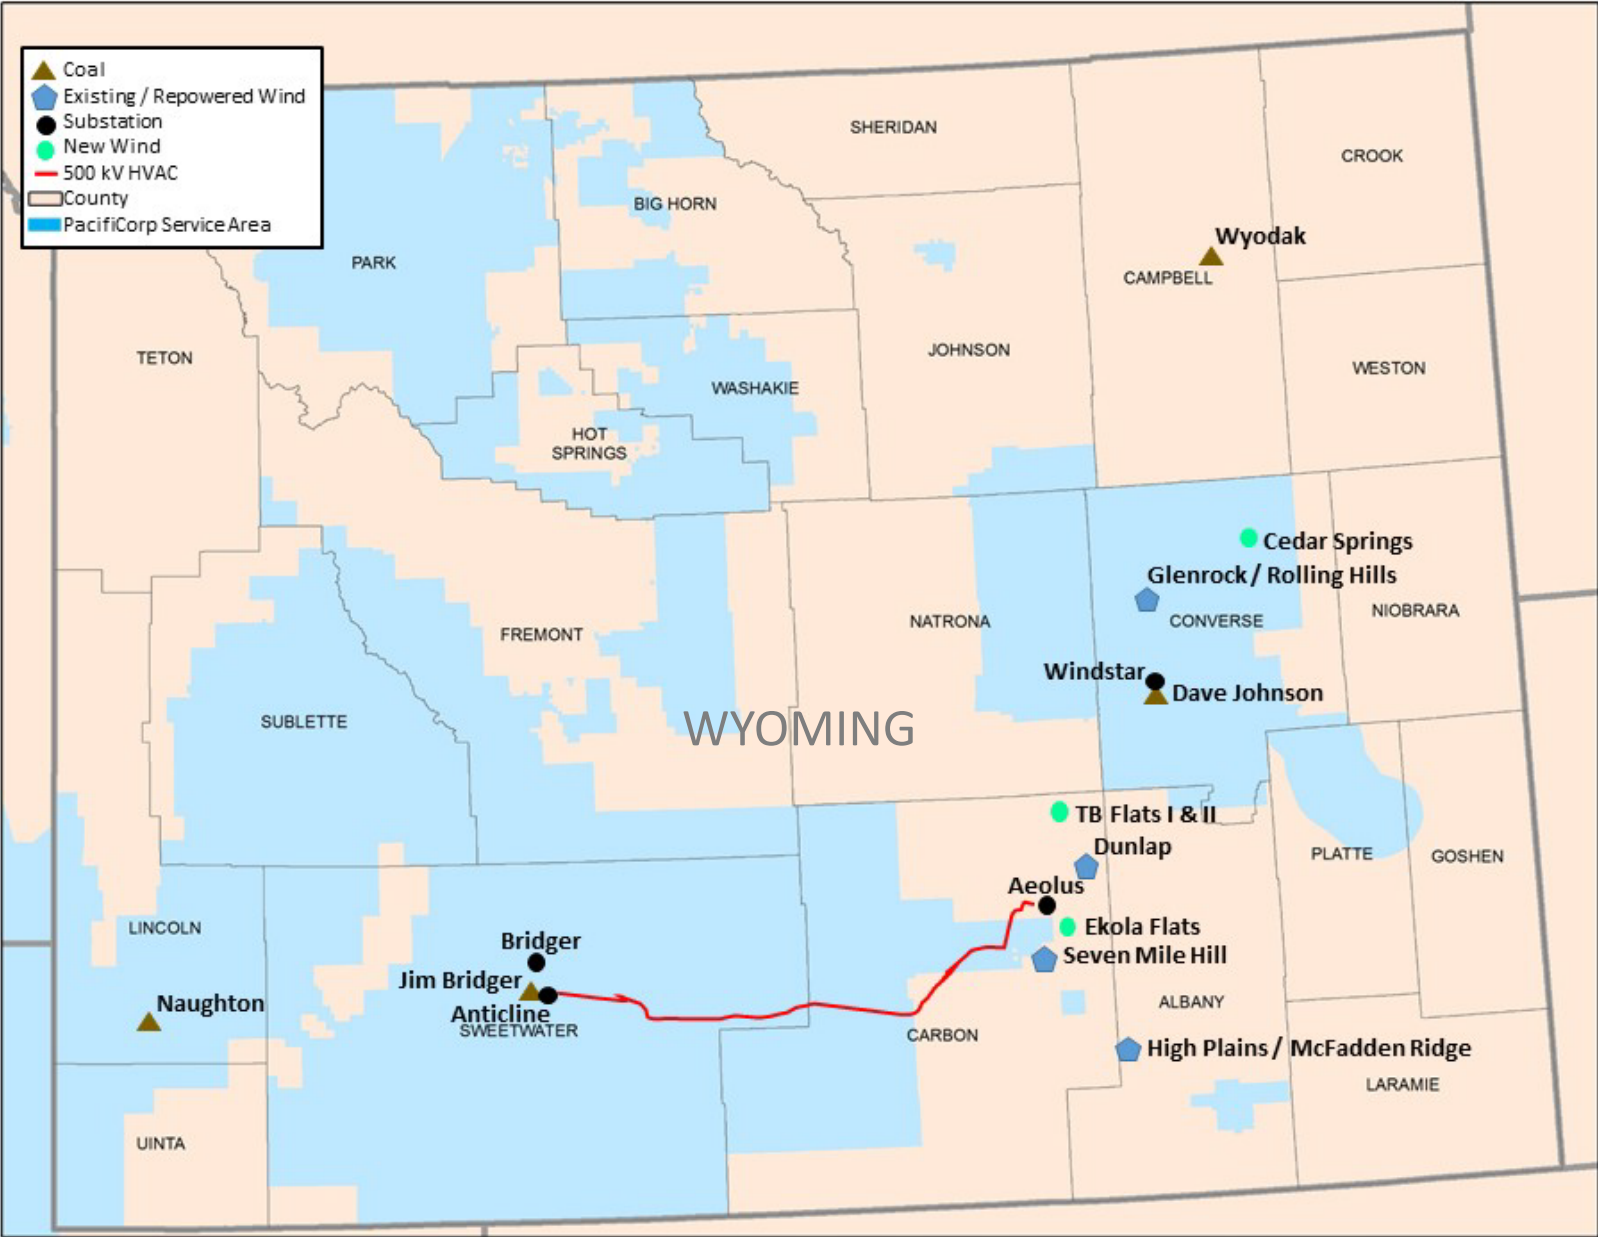 Coal
Existing / Repowered Wind
Substation
New Wind
500 kV HVAC
County
PacifiCorp Service Area
SHERIDAN
CROOK
BIG HORN
Wyodak
PARK
CAMPBELL
TETON
JOHNSON
WESTON
WASHAKIE
HOT
SPRINGS
Cedar Springs
Glenrock / Rolling Hills
NIOBRARA
NATRONA
CONVERSE
FREMONT
Windstar
Dave Johnson
SUBLETTE
WYOMING
TB Flats I & II
Dunlap
PLATTE
GOSHEN
Aeolus
LINCOLN
Ekola Flats
Bridger
Seven Mile Hill
Jim Bridger
Naughton
ALBANY
Anticline
SWEETWATER
CARBON
High Plains / McFadden Ridge
LARAMIE
UINTA